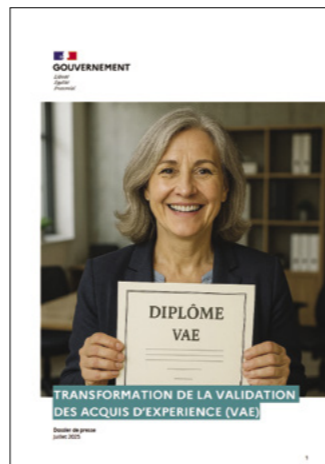 GOUVERNEMENT
Liberté
Égalité
Fraternité
DIPLÔME
VAE
TRANSFORMATION DE LA VALIDATION
DES ACQUIS D'EXPERIENCE (VAE)
Dossier de presse
Juillet 2025
1